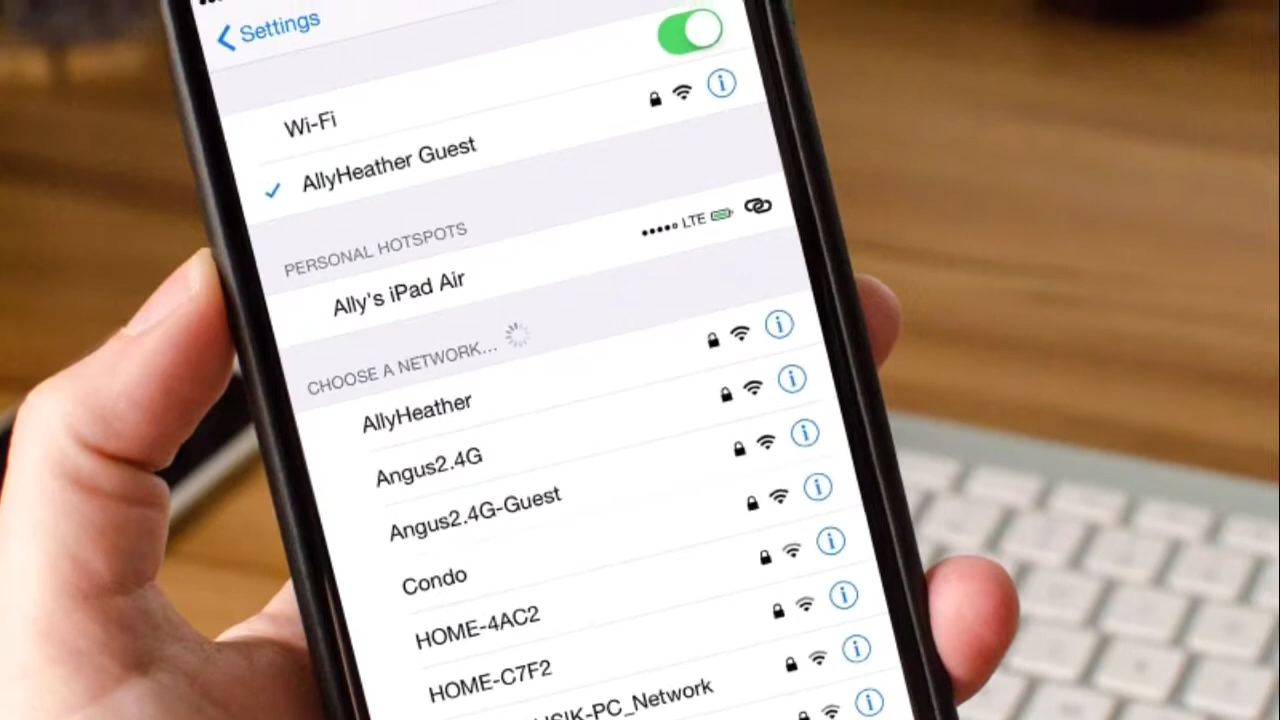 Settings
Wi-Fi
AllyHeather Guest
PERSONAL HOTSPOTS
Ally's iPad Air
LTE
CHOOSE A NETWORK...
AllyHeather
Angus2.4G
Angus2.4G-Guest
Condo
HOME-4AC2
HOME-C7F2